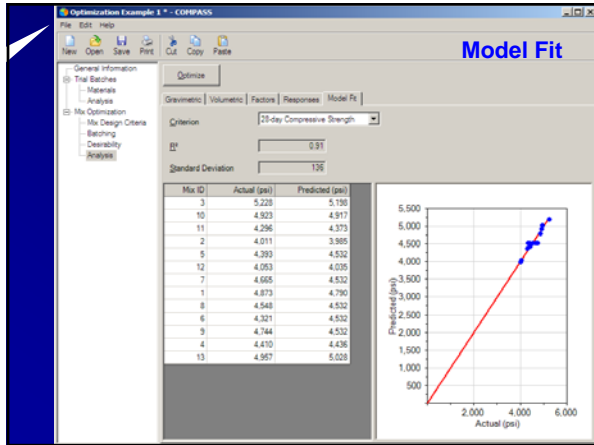 Optimization Example 1 * - COMPASS
File Edit Help
New Open Save Print Cut Copy Paste
Model Fit
General Information
Trial Batches
Materials
Analysis
Mix Optimization
Mix Design Criteria
Batching
Desirability
Analysis
Optimize
Gravimetric Volumetric Factors Responses Model Fit
Criterion 28-day Compressive Strength
R² 0.91
Standard Deviation 136
Mix ID Actual (psi) Predicted (psi)
3 5,228 5,198
10 4,923 4,917
11 4,296 4,373
2 4,011 3,985
5 4,393 4,532
12 4,053 4,035
7 4,665 4,532
1 4,873 4,790
8 4,548 4,532
6 4,321 4,532
9 4,744 4,532
4 4,410 4,436
13 4,957 5,028
5,500
5,000
4,500
4,000
3,500
3,000
2,500
2,000
1,500
1,000
500
Predicted (psi)
2,000 4,000 6,000
Actual (psi)